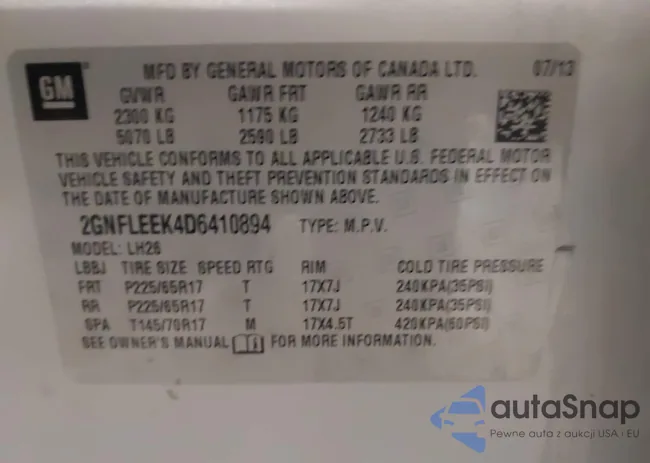 GM
MFD BY GENERAL MOTORS OF CANADA LTD. 07/13
GVWR GAWR FRT GAWR RR
2300 KG 1175 KG 1240 KG
5070 LB 2590 LB 2733 LB
THIS VEHICLE CONFORMS TO ALL APPLICABLE U.S. FEDERAL MOTOR
VEHICLE SAFETY AND THEFT PREVENTION STANDARDS IN EFFECT ON
THE DATE OF MANUFACTURE SHOWN ABOVE.
2GNFLEEK4D6410894 TYPE: M.P.V.
MODEL: LH26
LBBJ TIRE SIZE SPEED RTG RIM COLD TIRE PRESSURE
FRT P225/65R17 T 17X7J 240KPA(35PSI)
RR P225/65R17 T 17X7J 240KPA(35PSI)
SPA T145/70R17 M 17X4.5T 420KPA(60PSI)
SEE OWNER'S MANUAL FOR MORE INFORMATION.
autaSnap
Pewne auta z aukcji USA i EU